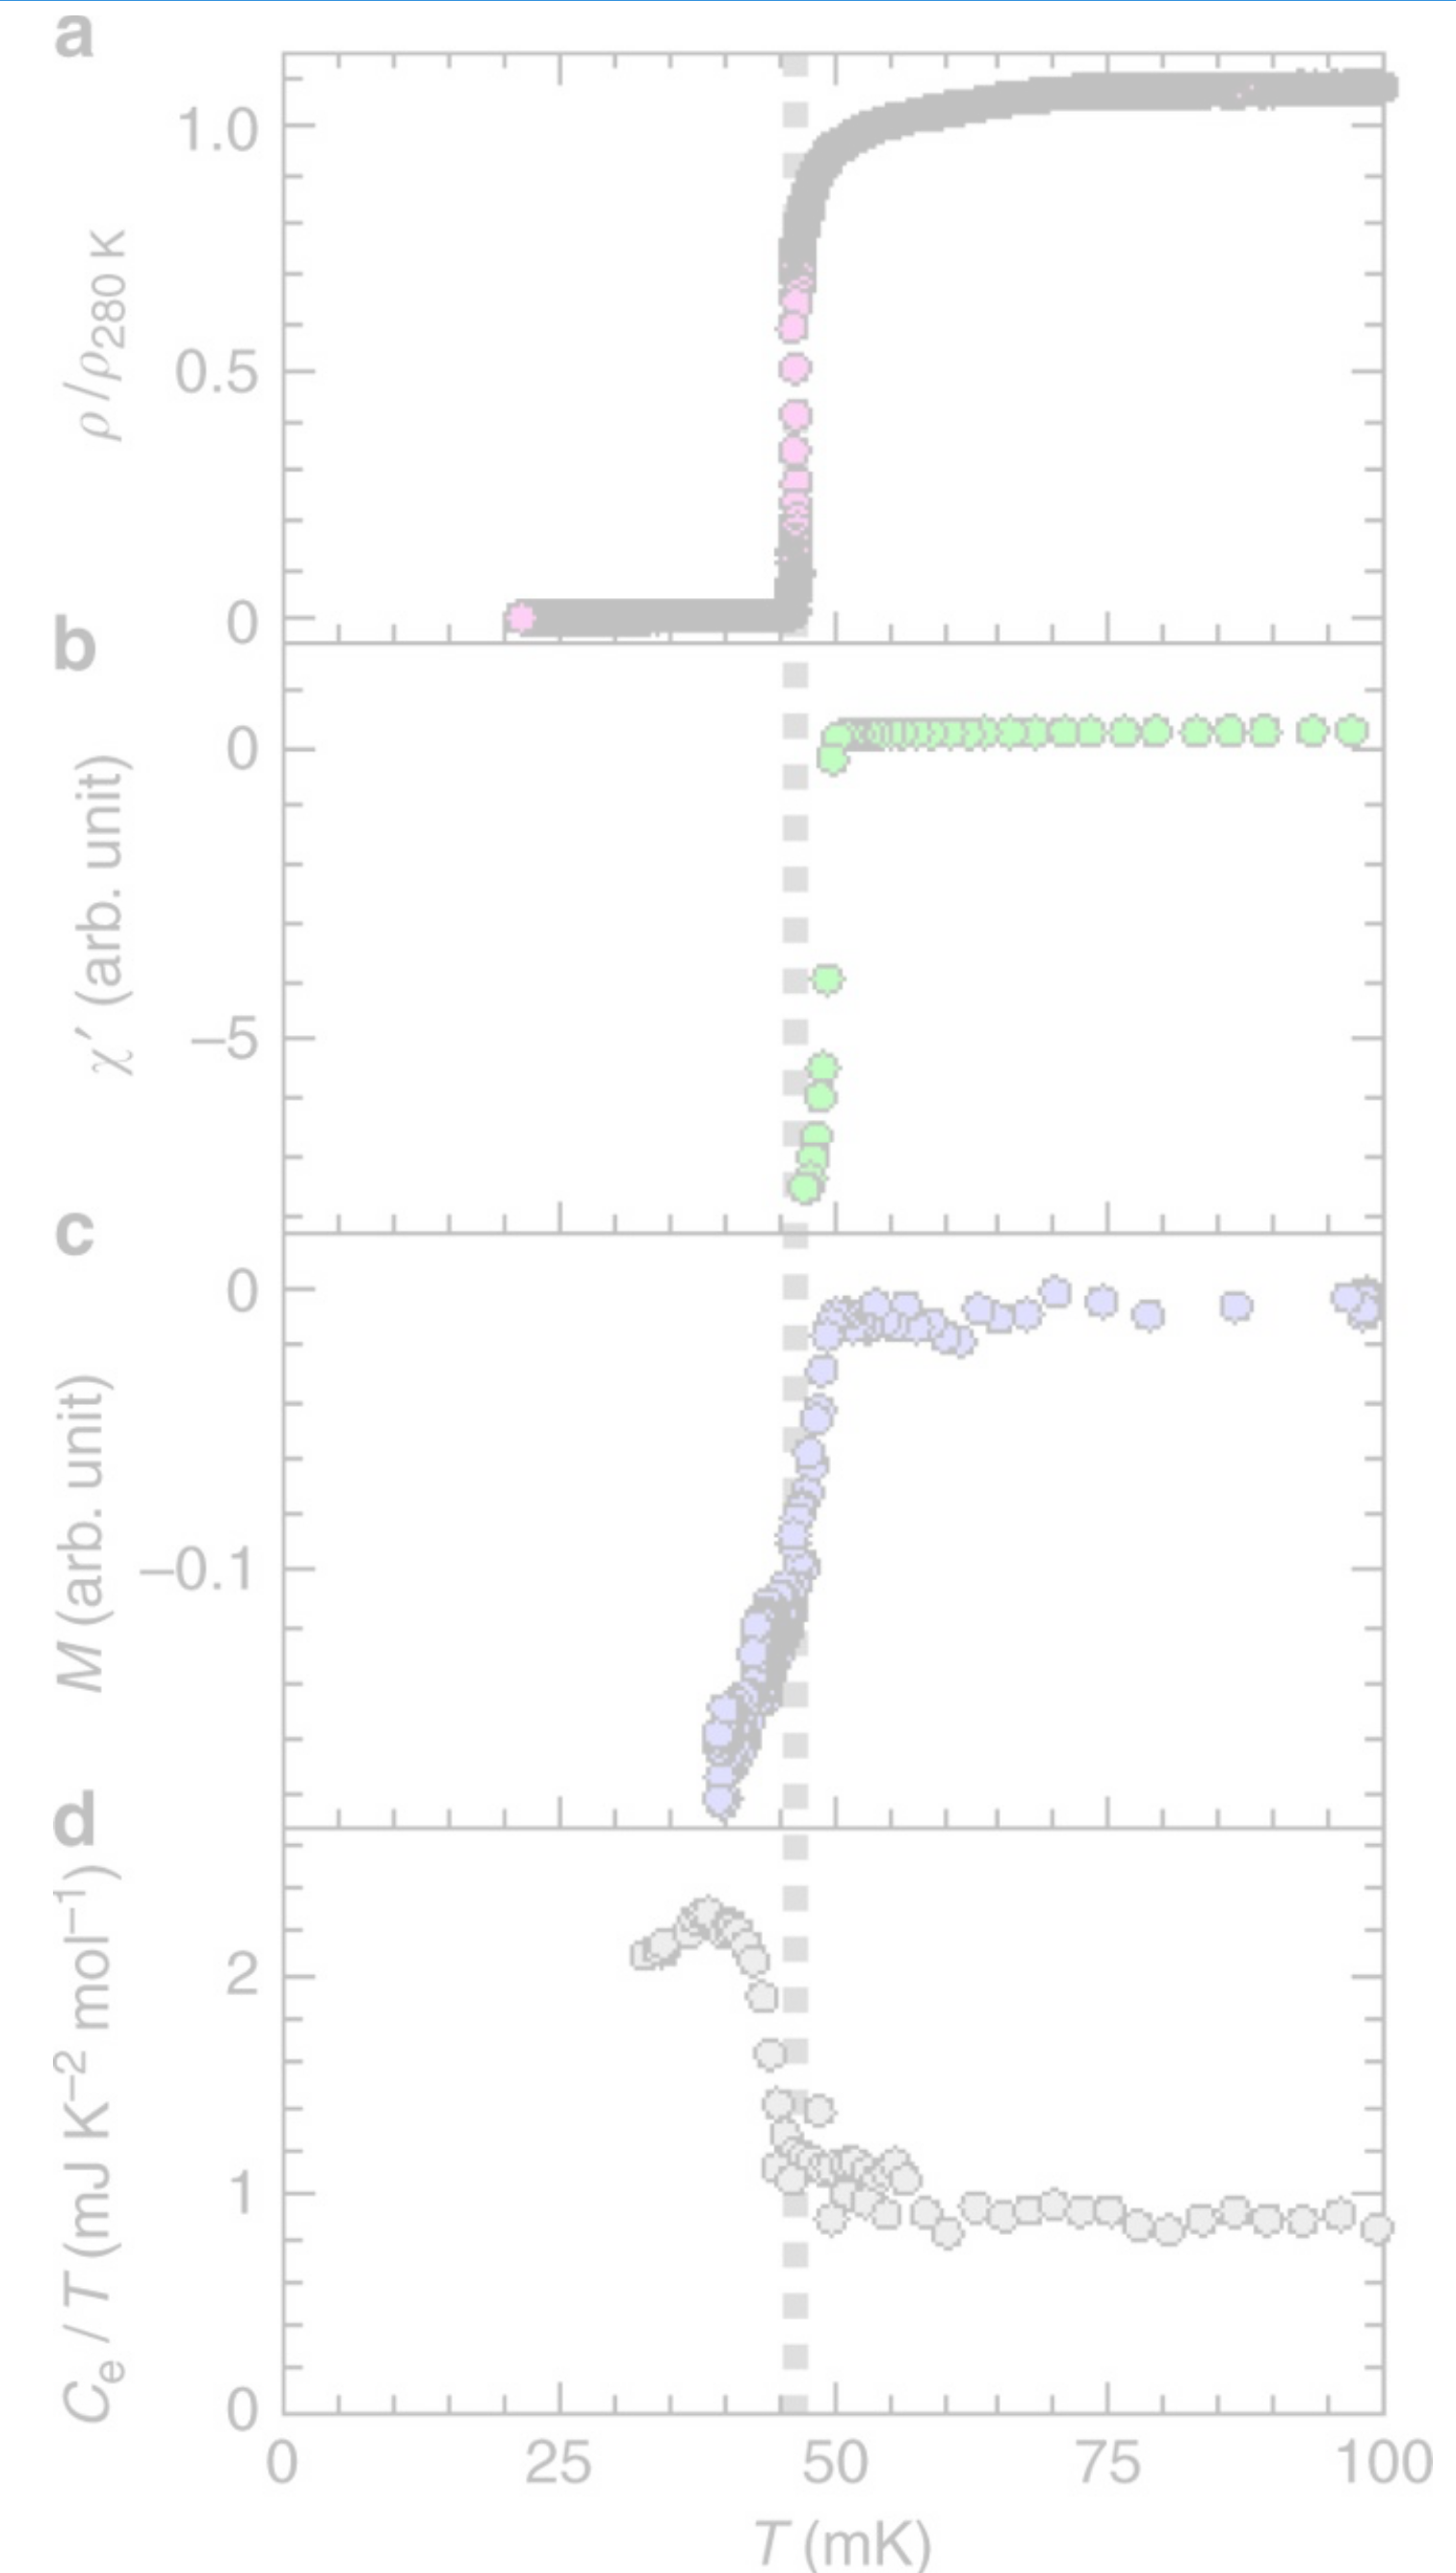 a
1.0
0.5
0
ρ/ρ280 K
b
0
−5
χ′ (arb. unit)
c
0
−0.1
M (arb. unit)
d
2
1
0
Ce / T (mJ K−2 mol−1)
0 25 50 75 100
T (mK)